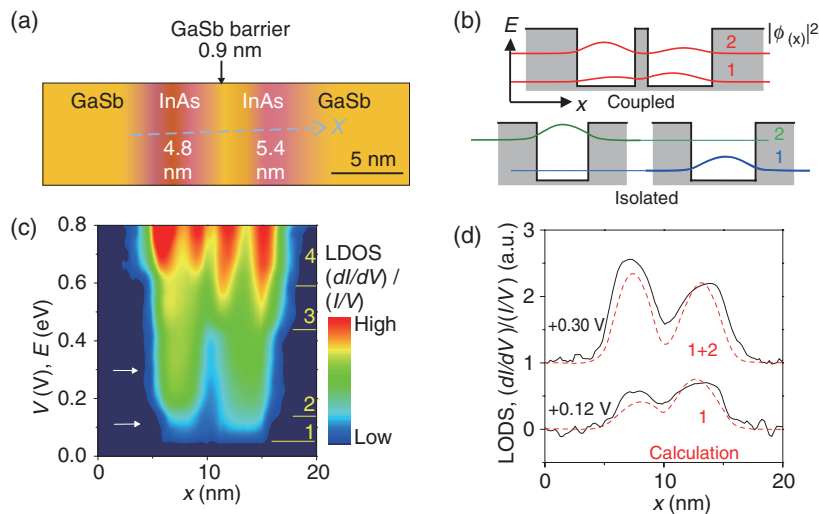 (a)
GaSb barrier
0.9 nm
GaSb InAs InAs GaSb
x
4.8 nm
5.4 nm
5 nm
(b)
E
|ϕ(x)|²
2
1
x
Coupled
2
1
Isolated
(c)
0.8
0.6
0.4
0.2
0.0
V (V), E (eV)
4
3
2
1
0 10 20
x (nm)
LDOS
(dI/dV) /
(I/V)
High
Low
(d)
3
2
1
0
LODS, (dI/dV)/(I/V) (a.u.)
+0.30 V
1+2
+0.12 V
1
Calculation
0 5 10 15 20
x (nm)